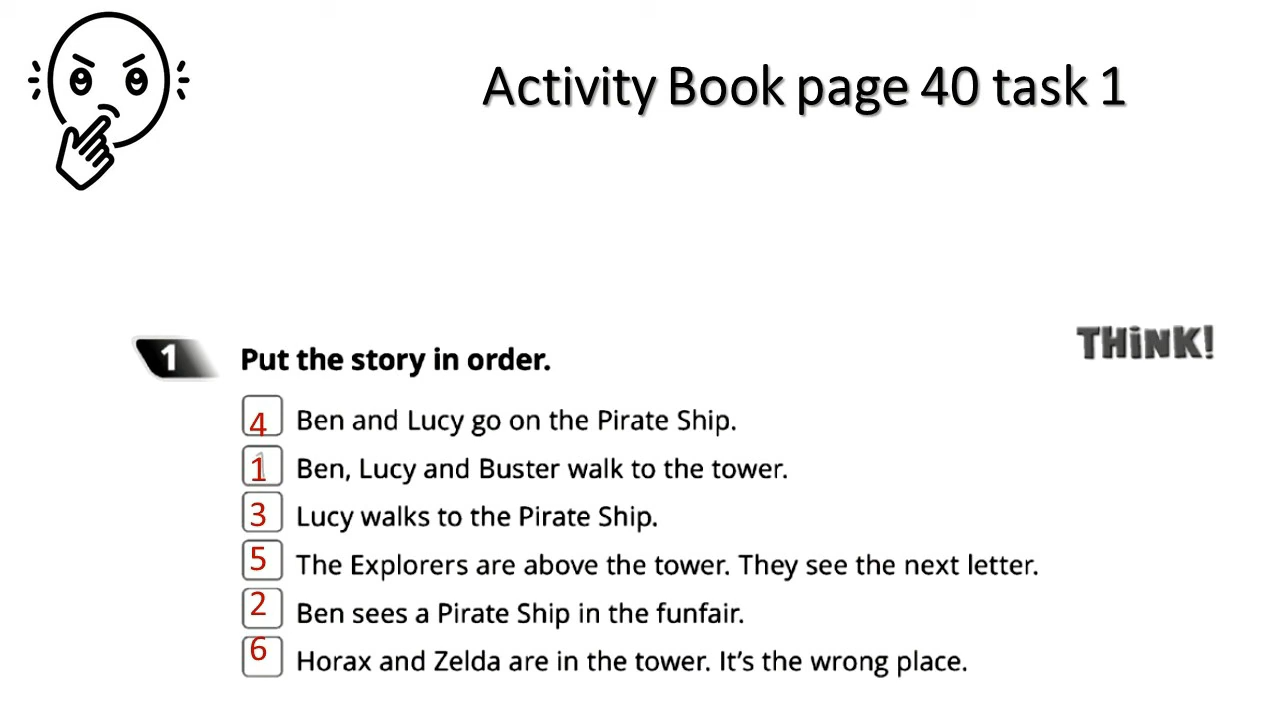 Activity Book page 40 task 1
THiNK!
1 Put the story in order.
4 Ben and Lucy go on the Pirate Ship.
1 Ben, Lucy and Buster walk to the tower.
3 Lucy walks to the Pirate Ship.
5 The Explorers are above the tower. They see the next letter.
2 Ben sees a Pirate Ship in the funfair.
6 Horax and Zelda are in the tower. It's the wrong place.